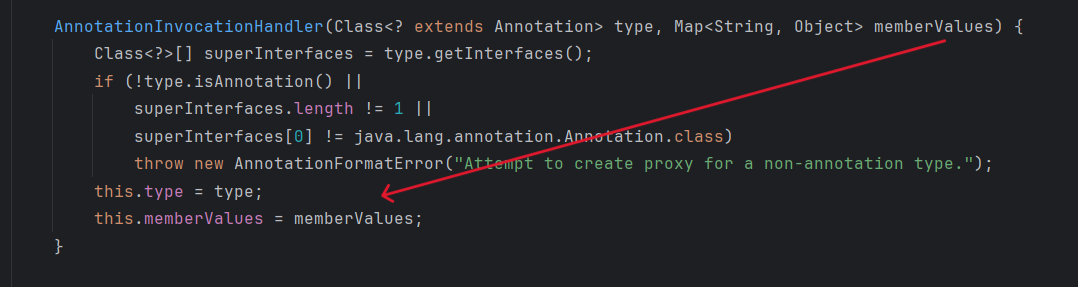 AnnotationInvocationHandler(Class<? extends Annotation> type, Map<String, Object> memberValues) {
Class<?>[] superInterfaces = type.getInterfaces();
if (!type.isAnnotation() ||
superInterfaces.length != 1 ||
superInterfaces[0] != java.lang.annotation.Annotation.class)
throw new AnnotationFormatError("Attempt to create proxy for a non-annotation type.");
this.type = type;
this.memberValues = memberValues;
}